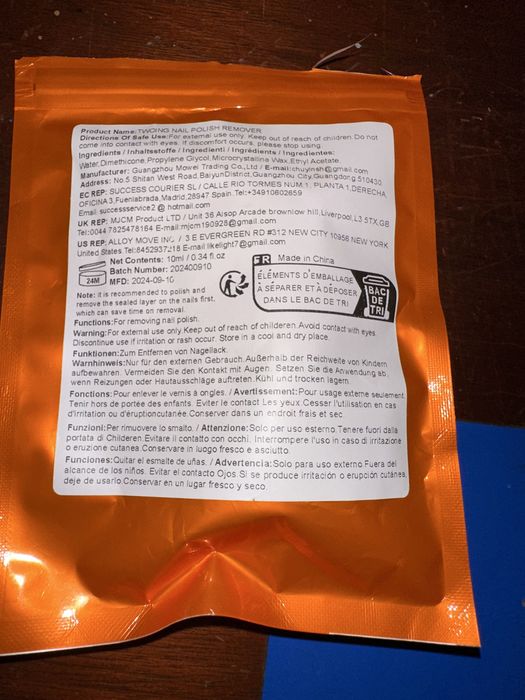 Product Name:TWOING NAIL POLISH REMOVER
Directions Of Safe Use:For external use only. Keep out of reach of children. Do not
come into contact with eyes. If discomfort occurs, please stop using.
Ingredients / Inhaltsstoffe / Ingredienti / Ingrédients / Ingredientes:
Water,Dimethicone,Propylene Glycol,Microcrystallina Wax,Ethyl Acetate.
Manufacturer: Guangzhou Mowei Trading Co.,Ltd / E-mail:chuyinsh@gmail.com
Address: No.5 Shitan West Road,BaiyunDistrict,Guangzhou City,Guangdong 510430
EC REP: SUCCESS COURIER SL / CALLE RIO TORMES NUM.1, PLANTA 1,DERECHA,
OFICINA 3,Fuenlabrada,Madrid,28947 Spain.Tel:+34910602659
Email: successservice2 @ hotmail.com
UK REP: MJCM Product LTD / Unit 36 Alsop Arcade brownlow hill,Liverpool,L3 5TX,GB
Tel:0044 7825478164 E-mail:mjcm190928@gmail.com
US REP: ALLOY MOVE INC / 3 E EVERGREEN RD #312 NEW CITY 10956 NEW YORK
United States Tel:8452937218 E-mail:likelight7@gmail.com
24M
Net Contents: 10ml / 0.34 fl.oz
Batch Number: 202400910
MFD: 2024-09-10
FR Made in China
ÉLÉMENTS D'EMBALLAGE
À SÉPARER ET À DÉPOSER
DANS LE BAC DE TRI
BAC
DE
TRI
Note: it is recommended to polish and
remove the sealed layer on the nails first,
which can save time on removal.
Functions:For removing nail polish.
Warning:For external use only.Keep out of reach of childeren.Avoid contact with eyes.
Discontinue use if irritation or rash occur. Store in a cool and dry place.
Funktionen:Zum Entfernen von Nagellack.
Warnhinweis:Nur für den externen Gebrauch.Außerhalb der Reichweite von Kindern
aufbewahren. Vermeiden Sie den Kontakt mit Augen. Setzen Sie die Anwendung ab,
wenn Reizungen oder Hautausschläge auftreten.Kühl und trocken lagern.
Fonctions:Pour enlever le vernis à ongles. / Avertissement:Pour usage externe seulement.
Tenir hors de portée des enfants. Eviter le contact Les yeux.Cesser l'utilisation en cas
d'irritation ou d'éruptioncutanée.Conserver dans un endroit frais et sec.
Funzioni:Per rimuovere lo smalto. / Attenzione:Solo per uso esterno.Tenere fuori dalla
portata di Childeren.Evitare il contatto con occhi. Interrompere l'uso in caso di irritazione
o eruzione cutanea.Conservare in luogo fresco e asciutto.
Funciones:Quitar el esmalte de uñas. / Advertencia:Solo para uso externo.Fuera del
alcance de los niños. Evitar el contacto Ojos.Si se produce irritación o erupción cutánea,
deje de usarlo.Conservar en un lugar fresco y seco.